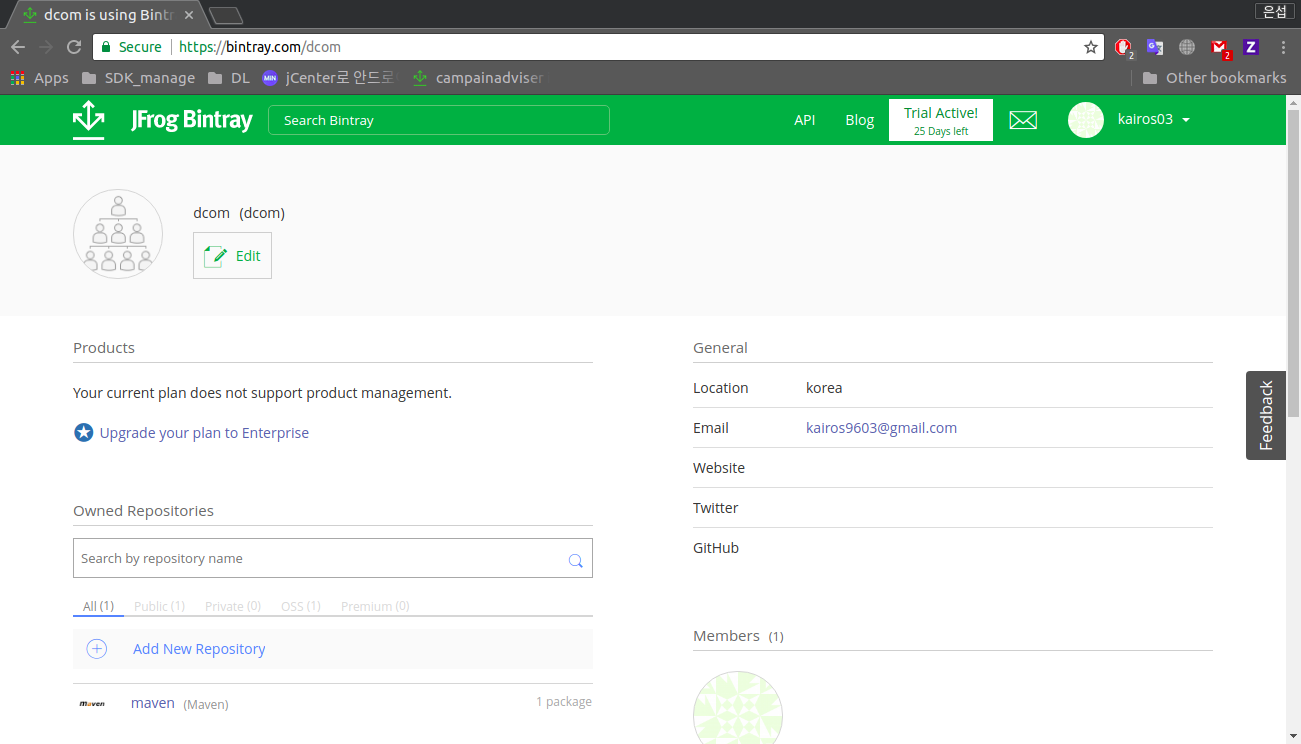 dcom is using Bintr
은섭
Secure https://bintray.com/dcom
2
2
Z
Apps SDK_manage DL MIN jCenter로 안드로 campainadviser Other bookmarks
JFrog Bintray Search Bintray API Blog Trial Active! kairos03
25 Days left
dcom (dcom)
Edit
Products
Your current plan does not support product management.
Upgrade your plan to Enterprise
Owned Repositories
Search by repository name
All (1) Public (1) Private (0) OSS (1) Premium (0)
Add New Repository
maven maven (Maven) 1 package
General
Location korea
Email kairos9603@gmail.com
Website
Twitter
GitHub
Members (1)
Feedback